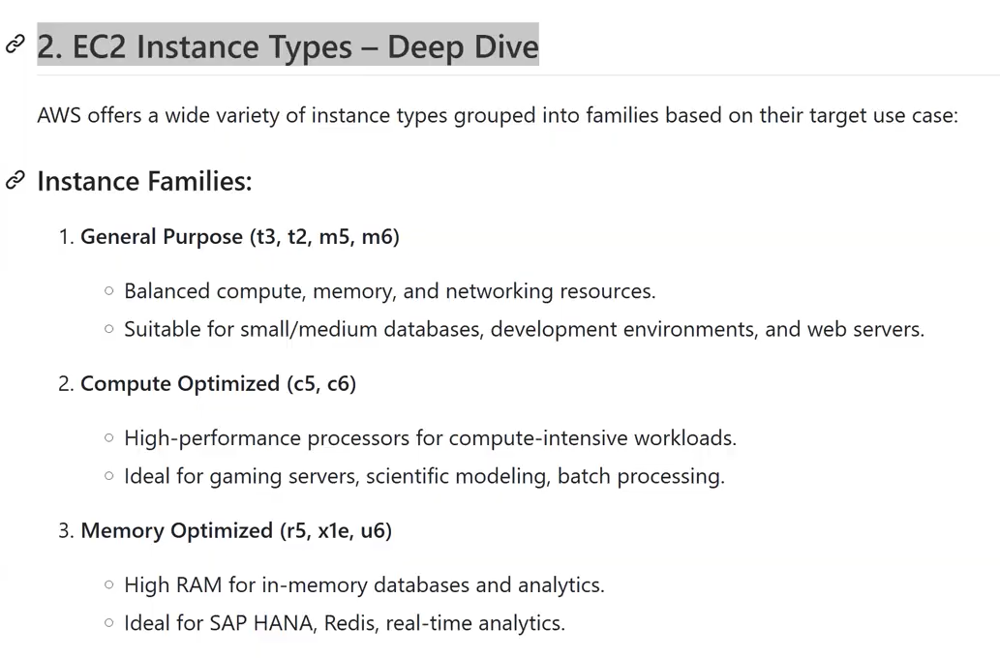 2. EC2 Instance Types – Deep Dive
AWS offers a wide variety of instance types grouped into families based on their target use case:
Instance Families:
1. General Purpose (t3, t2, m5, m6)
○ Balanced compute, memory, and networking resources.
○ Suitable for small/medium databases, development environments, and web servers.
2. Compute Optimized (c5, c6)
○ High-performance processors for compute-intensive workloads.
○ Ideal for gaming servers, scientific modeling, batch processing.
3. Memory Optimized (r5, x1e, u6)
○ High RAM for in-memory databases and analytics.
○ Ideal for SAP HANA, Redis, real-time analytics.